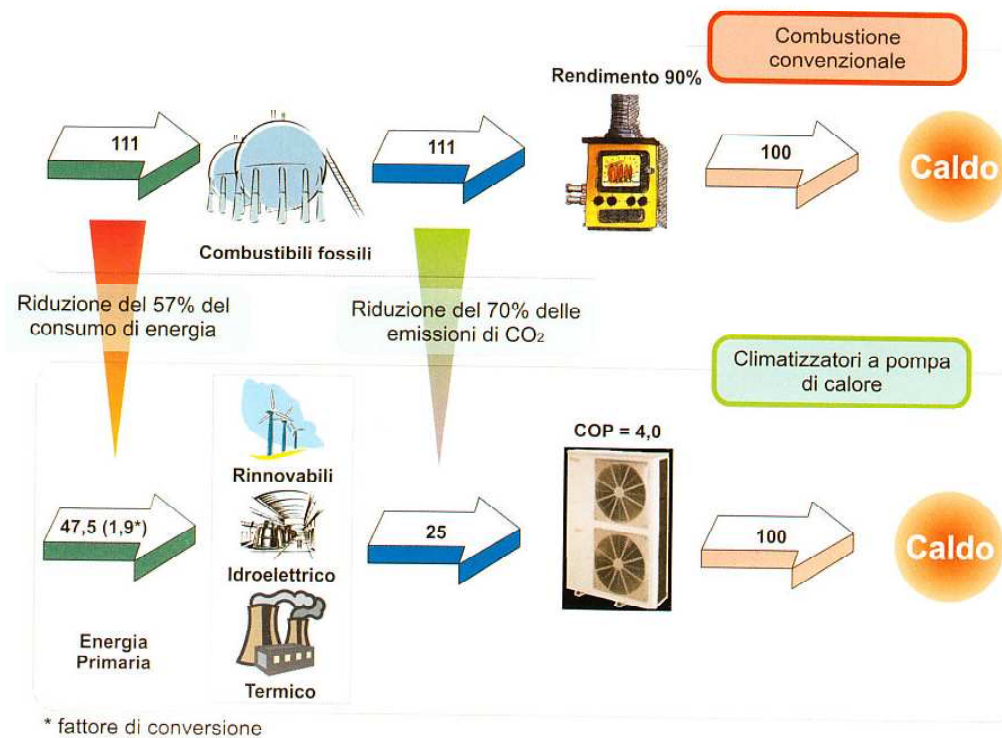 Combustione
convenzionale
Rendimento 90%
111
111
100
Caldo
Combustibili fossili
Riduzione del 57% del
consumo di energia
Riduzione del 70% delle
emissioni di CO₂
Climatizzatori a pompa
di calore
COP = 4,0
Rinnovabili
47,5 (1,9*)
25
100
Caldo
Idroelettrico
Energia
Primaria
Termico
* fattore di conversione